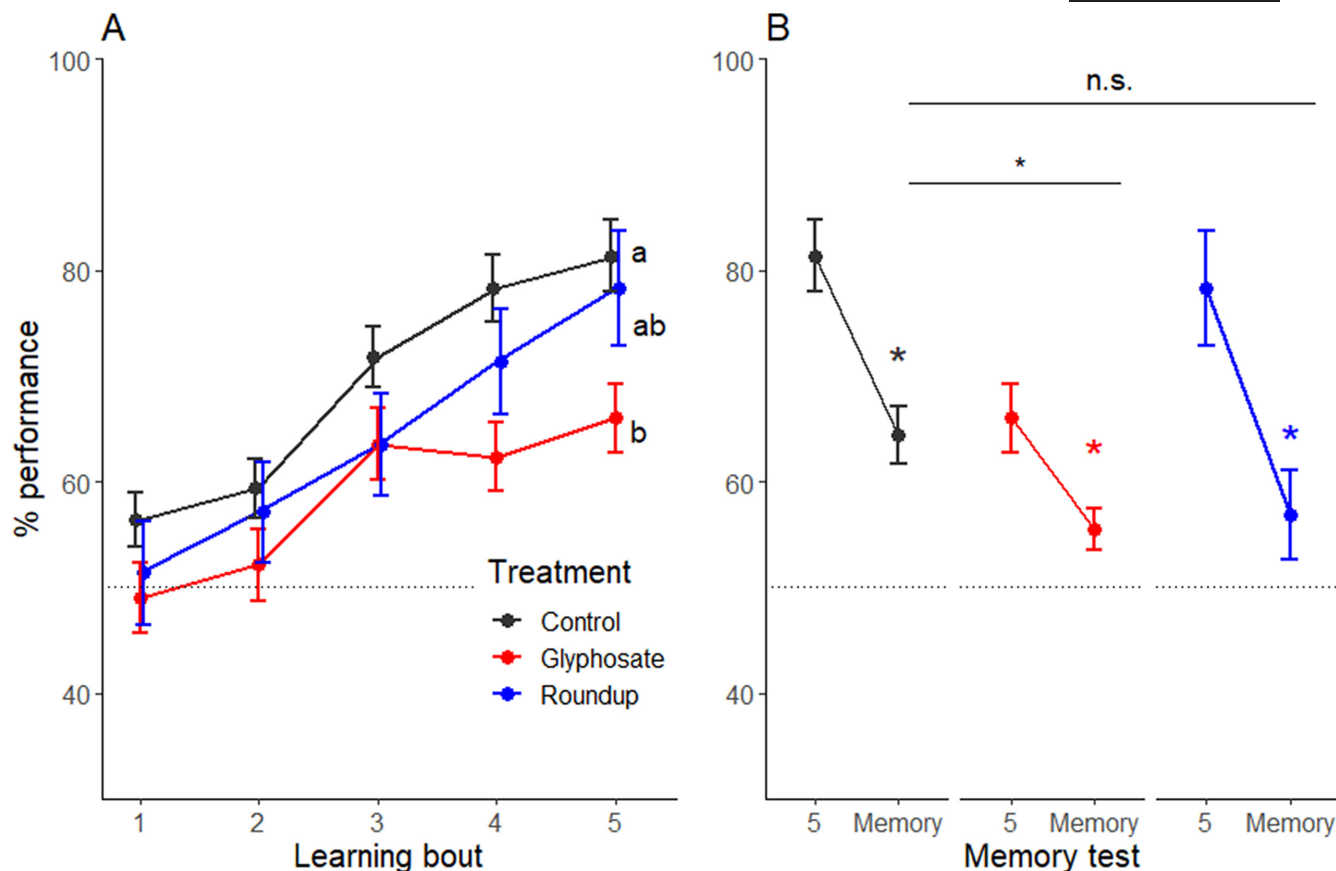 A
% performance
100
80
60
40
a
ab
b
Treatment
Control
Glyphosate
Roundup
1 2 3 4 5
Learning bout
B
100
80
60
40
n.s.
*
*
*
*
5 Memory 5 Memory 5 Memory
Memory test